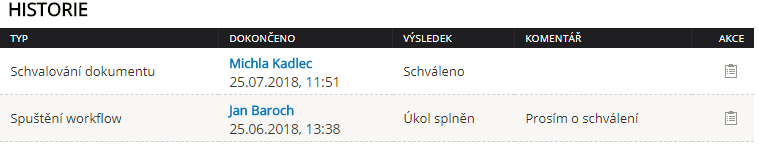 HISTORIE
TYP DOKONČENO VÝSLEDEK KOMENTÁŘ AKCE
Schvalování dokumentu Michla Kadlec 25.07.2018, 11:51 Schváleno
Spuštění workflow Jan Baroch 25.06.2018, 13:38 Úkol splněn Prosím o schválení